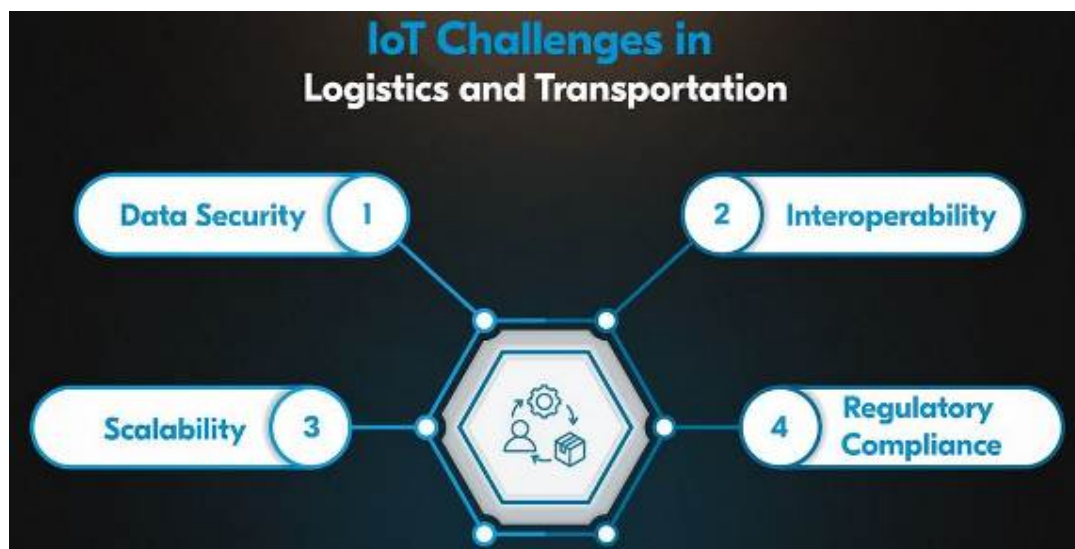 IoT Challenges in
Logistics and Transportation
Data Security 1
2 Interoperability
Scalability 3
4 Regulatory
Compliance